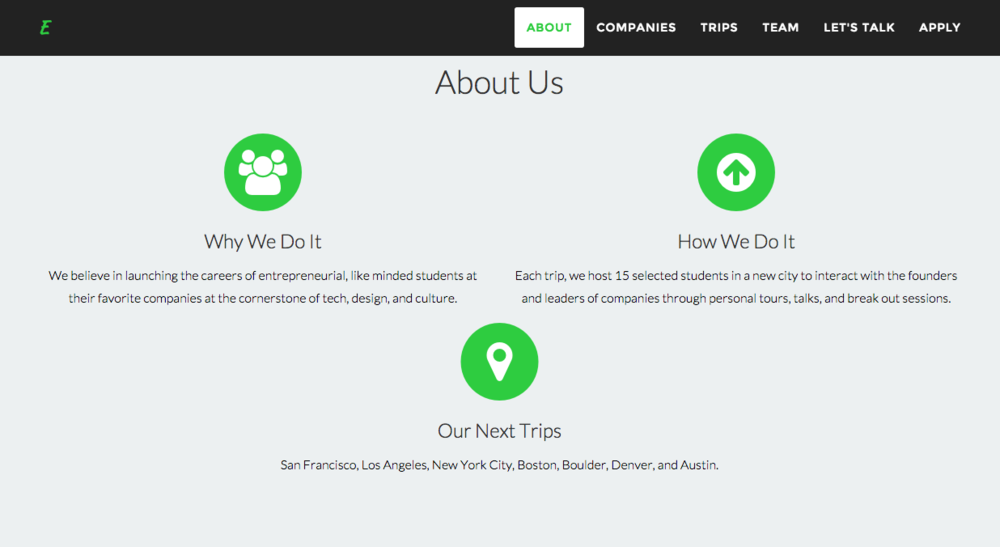 E
ABOUT COMPANIES TRIPS TEAM LET'S TALK APPLY
About Us
Why We Do It
We believe in launching the careers of entrepreneurial, like minded students at
their favorite companies at the cornerstone of tech, design, and culture.
How We Do It
Each trip, we host 15 selected students in a new city to interact with the founders
and leaders of companies through personal tours, talks, and break out sessions.
Our Next Trips
San Francisco, Los Angeles, New York City, Boston, Boulder, Denver, and Austin.